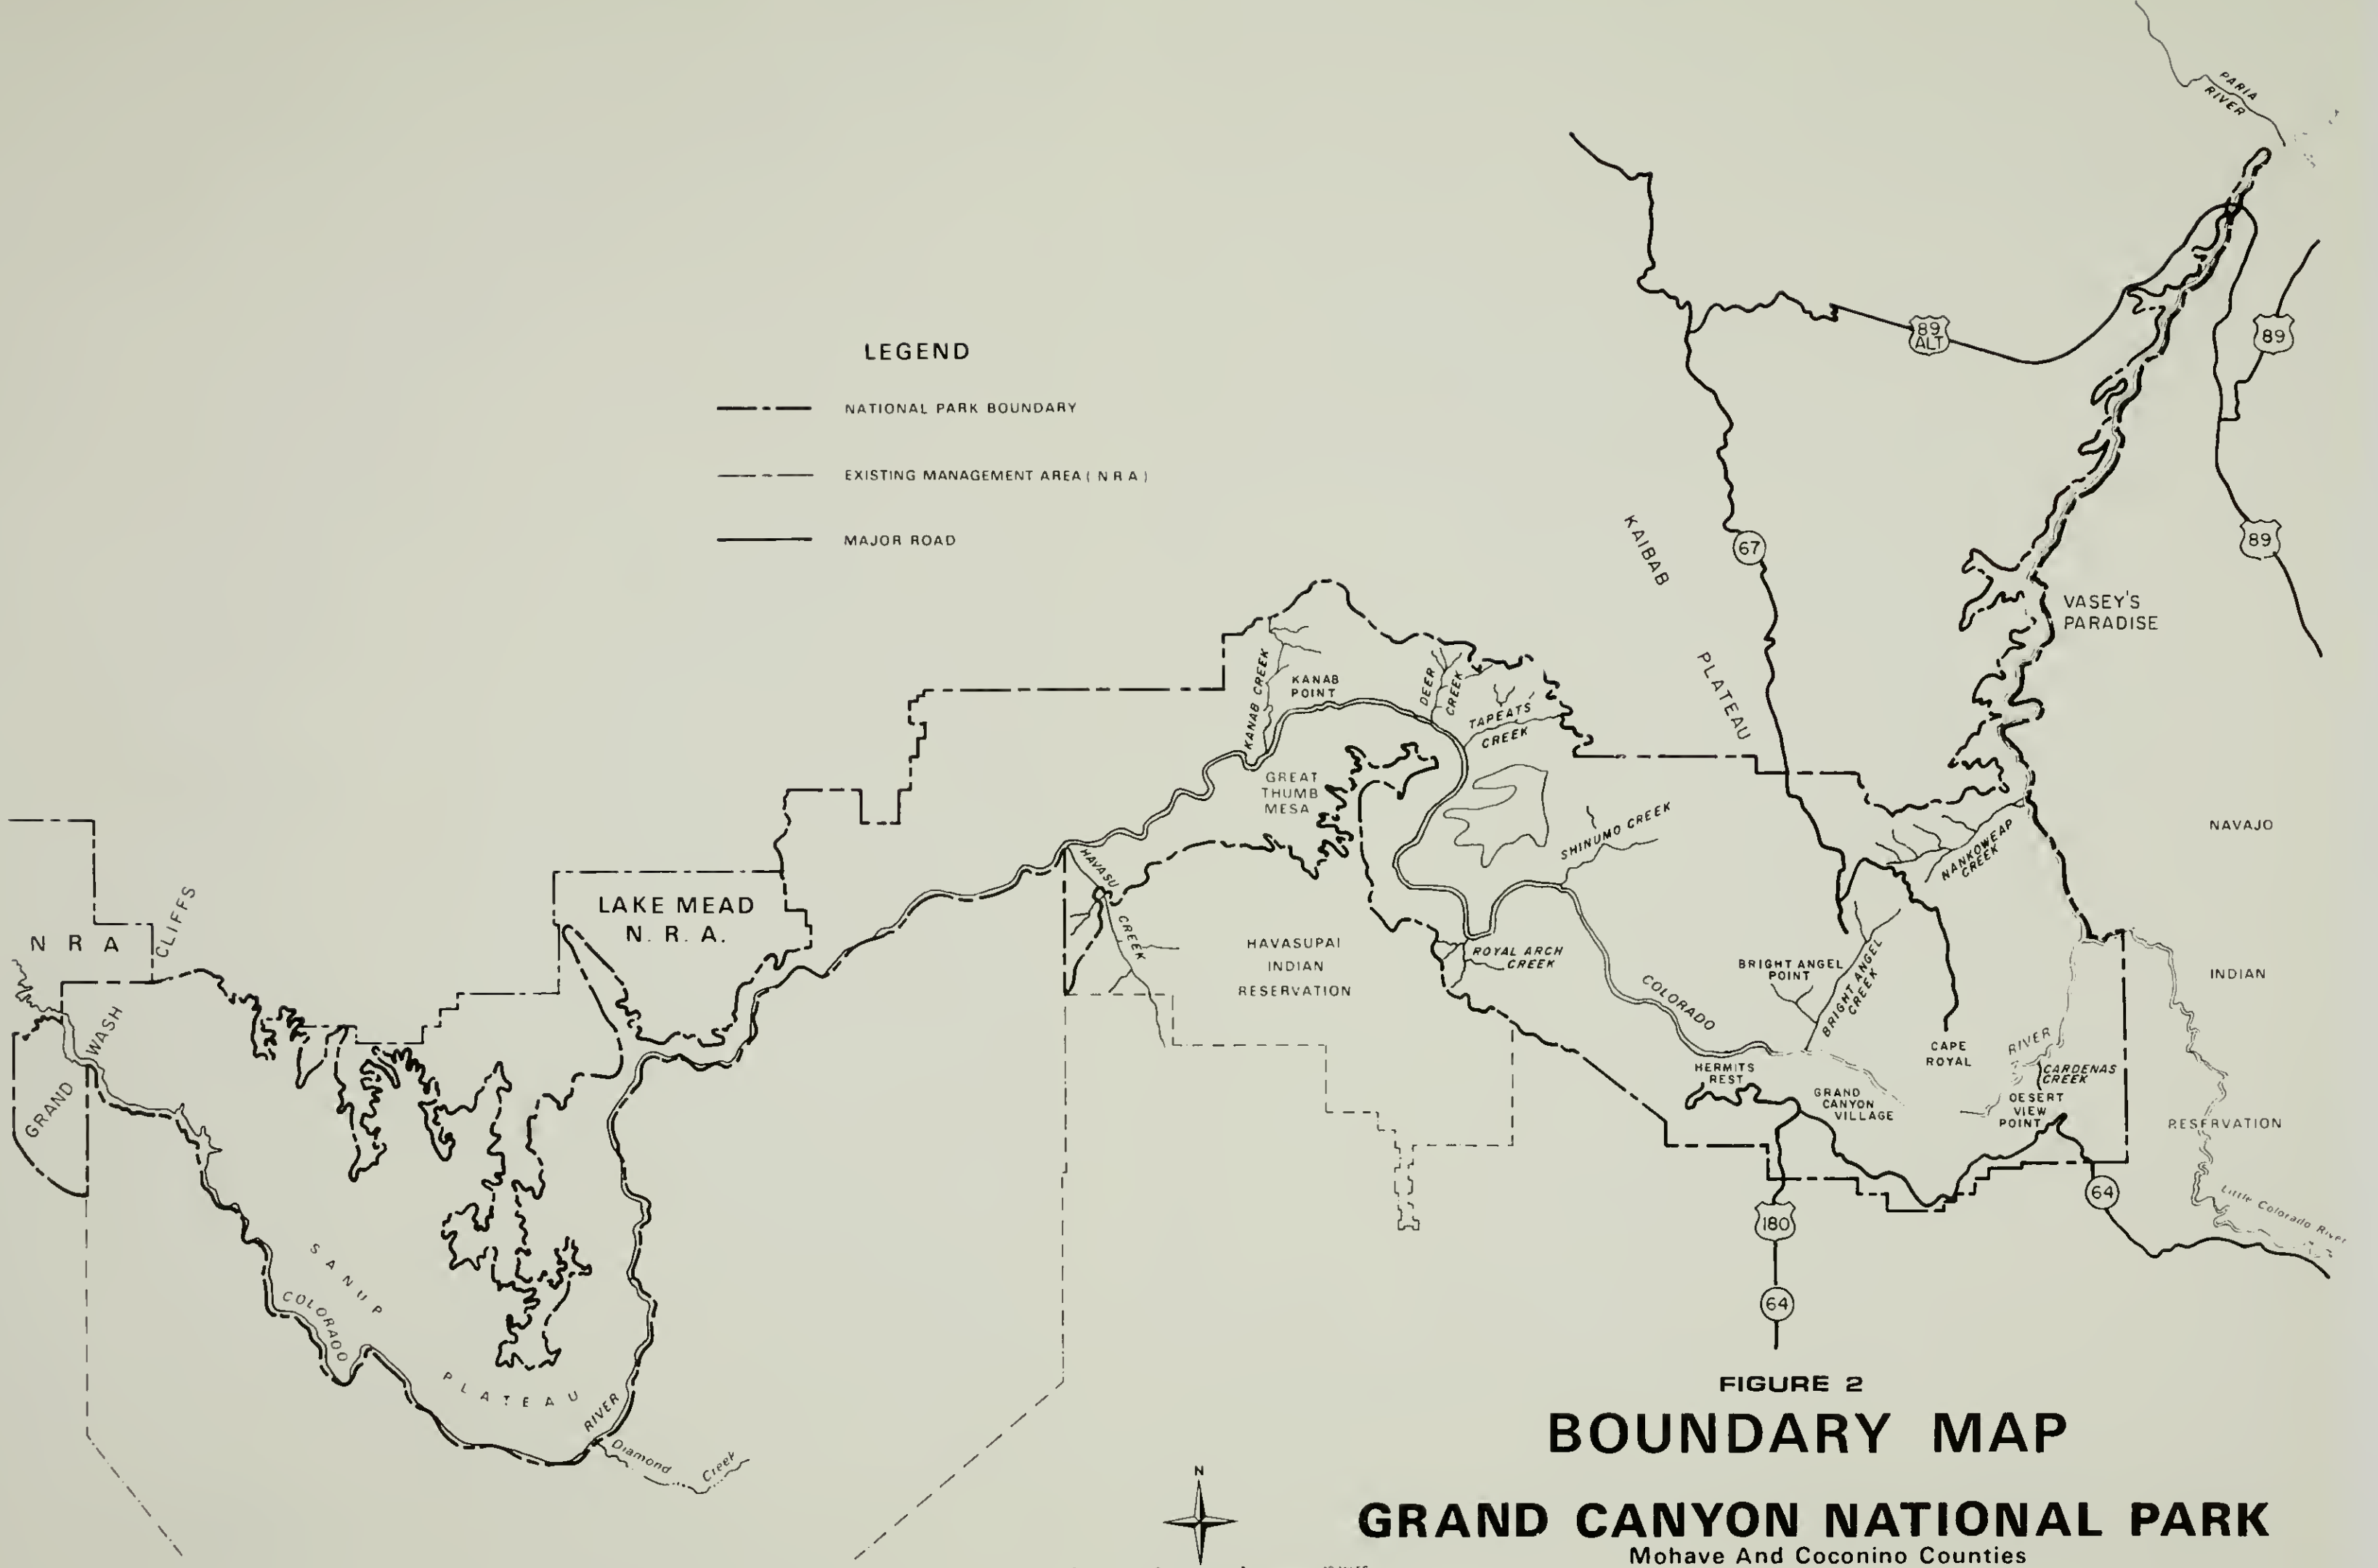 PARIA
RIVER
89
ALT
89
LEGEND
NATIONAL PARK BOUNDARY
EXISTING MANAGEMENT AREA ( N R A )
MAJOR ROAD
67
89
KAIBAB
PLATEAU
VASEY'S
PARADISE
KANAB CREEK
KANAB
POINT
DEER
CREEK
TAPEATS
CREEK
GREAT
THUMB
MESA
SHINUMO CREEK
NANKOWEAP
CREEK
NAVAJO
INDIAN
RESERVATION
HAVASU
CREEK
LAKE MEAD
N. R. A.
N R A
CLIFFS
WASH
GRAND
HAVASUPAI
INDIAN
RESERVATION
ROYAL ARCH
CREEK
BRIGHT ANGEL
POINT
BRIGHT ANGEL
CREEK
COLORADO
RIVER
CAPE
ROYAL
HERMITS
REST
GRAND
CANYON
VILLAGE
CARDENAS
CREEK
DESERT
VIEW
POINT
64
Little Colorado River
180
64
SANUP
PLATEAU
COLORADO
RIVER
Diamond Creek
N
FIGURE 2
BOUNDARY MAP
GRAND CANYON NATIONAL PARK
Mohave And Coconino Counties